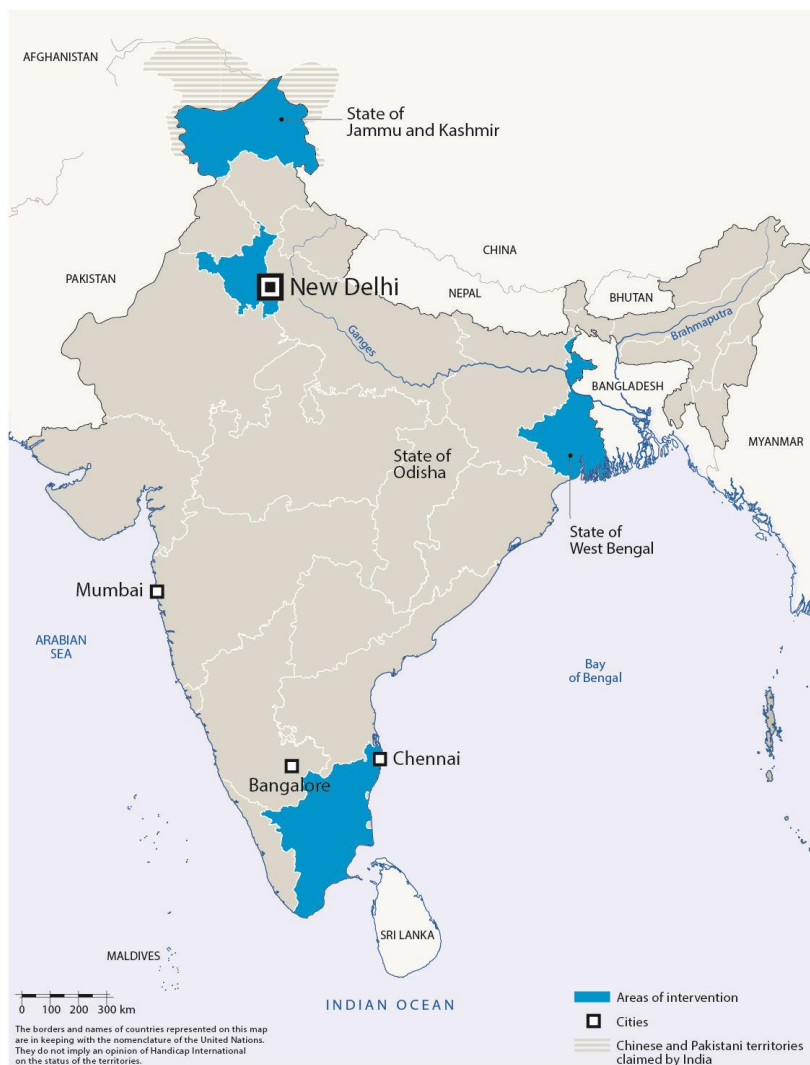 AFGHANISTAN
State of
Jammu and Kashmir
CHINA
PAKISTAN
New Delhi
NEPAL
BHUTAN
Brahmaputra
Ganges
BANGLADESH
MYANMAR
State of
Odisha
State of
West Bengal
Mumbai
ARABIAN
SEA
Bay
of Bengal
Chennai
Bangalore
SRI LANKA
MALDIVES
0 100 200 300 km
INDIAN OCEAN
The borders and names of countries represented on this map
are in keeping with the nomenclature of the United Nations.
They do not imply an opinion of Handicap International
on the status of the territories.
Areas of intervention
Cities
Chinese and Pakistani territories
claimed by India